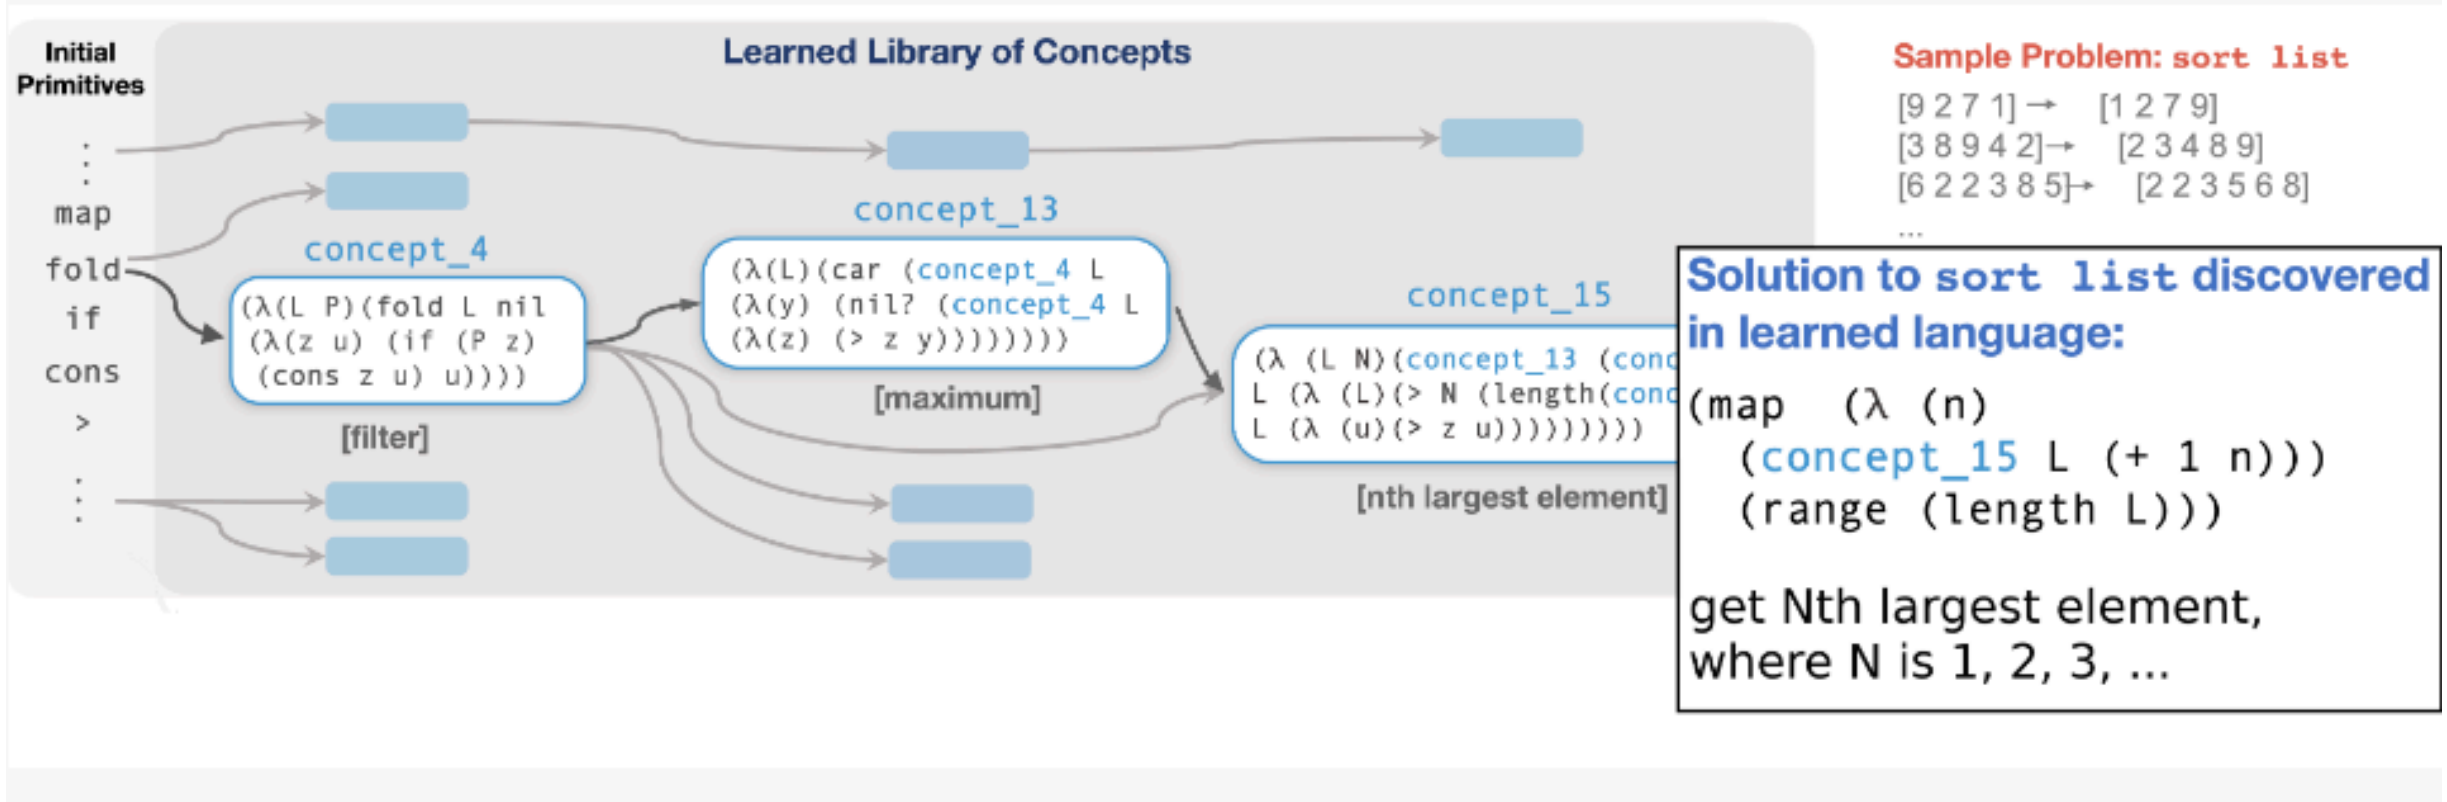 Initial
Primitives
⋮
map
fold
if
cons
>
⋮
Learned Library of Concepts
concept_4
(λ(L P)(fold L nil
(λ(z u) (if (P z)
(cons z u) u))))
[filter]
concept_13
(λ(L)(car (concept_4 L
(λ(y) (nil? (concept_4 L
(λ(z) (> z y))))))))
[maximum]
concept_15
(λ (L N)(concept_13 (conc
L (λ (L)(> N (length(conc
L (λ (u)(> z u)))))))))
[nth largest element]
Sample Problem: sort list
[9 2 7 1] → [1 2 7 9]
[3 8 9 4 2]→ [2 3 4 8 9]
[6 2 2 3 8 5]→ [2 2 3 5 6 8]
...
Solution to sort list discovered
in learned language:
(map (λ (n)
(concept_15 L (+ 1 n)))
(range (length L)))
get Nth largest element,
where N is 1, 2, 3, ...